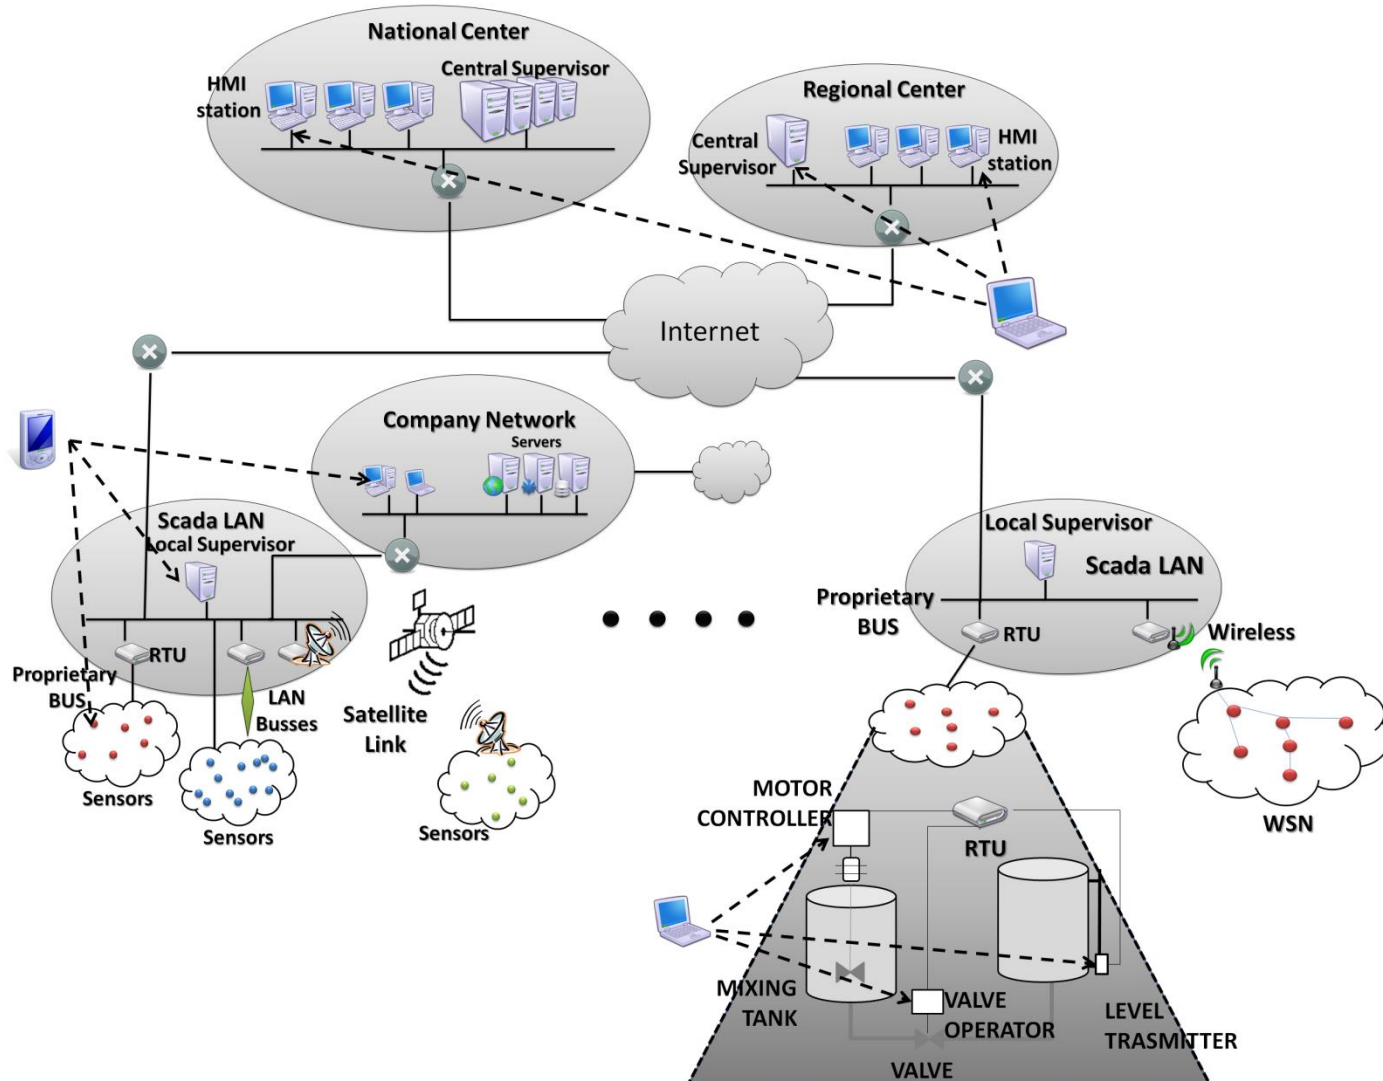 National Center
HMI
station
Central Supervisor
Regional Center
Central
Supervisor
HMI
station
Internet
Company Network
Servers
Scada LAN
Local Supervisor
RTU
Proprietary
BUS
LAN
Busses
Satellite
Link
Sensors
Sensors
Sensors
Local Supervisor
Scada LAN
Proprietary
BUS
RTU
Wireless
WSN
MOTOR
CONTROLLER
RTU
MIXING
TANK
VALVE
OPERATOR
VALVE
LEVEL
TRASMITTER